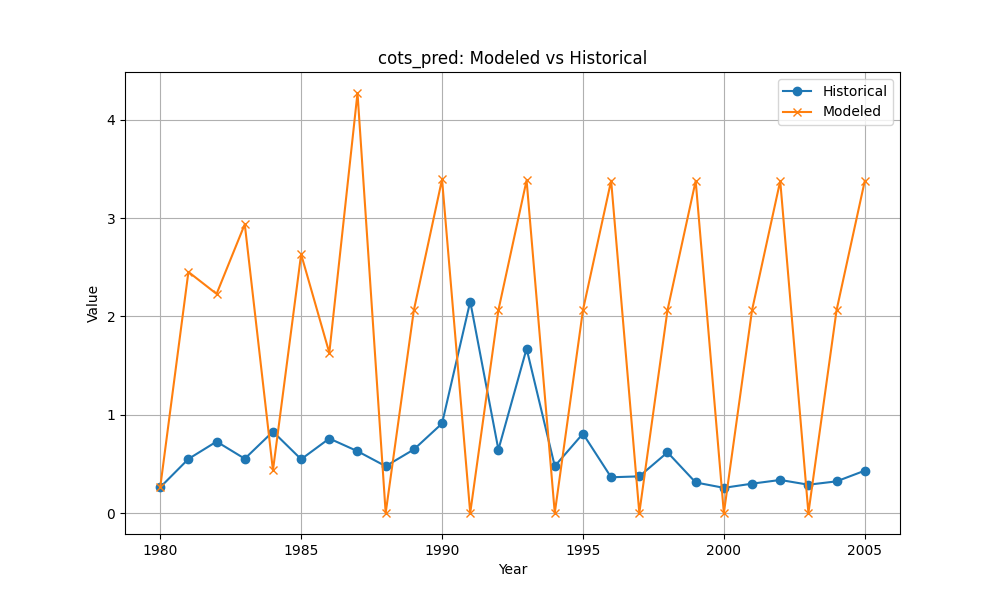 cots_pred: Modeled vs Historical
Historical
Modeled
Value
4
3
2
1
0
1980 1985 1990 1995 2000 2005
Year